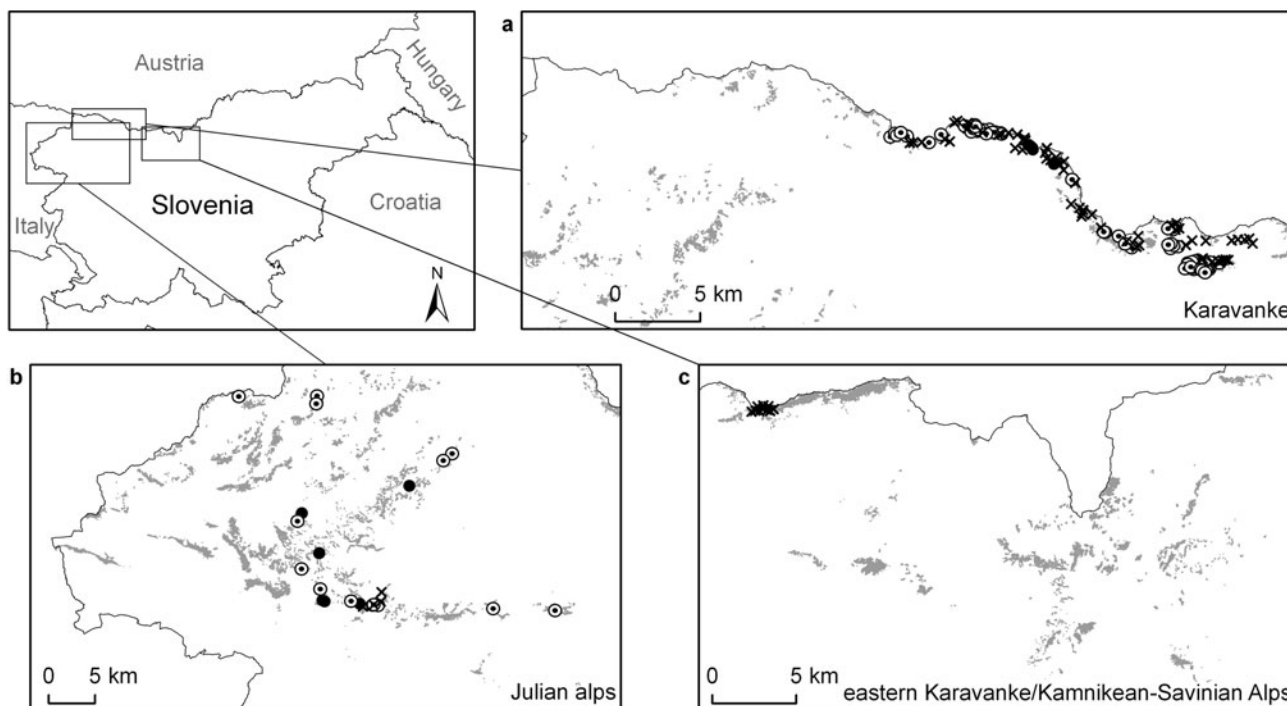 Austria
Hungary
Slovenia
Croatia
Italy
N
a
0 5 km
Karavanke
b
0 5 km
Julian alps
c
0 5 km
eastern Karavanke/Kamnikean-Savinian Alps